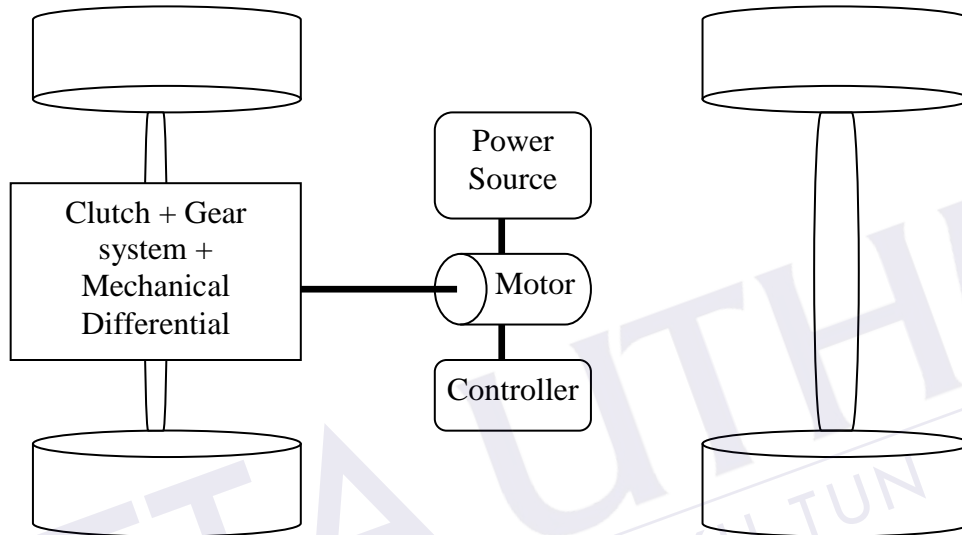 Power
Source
Clutch + Gear
system +
Mechanical
Differential
Motor
Controller